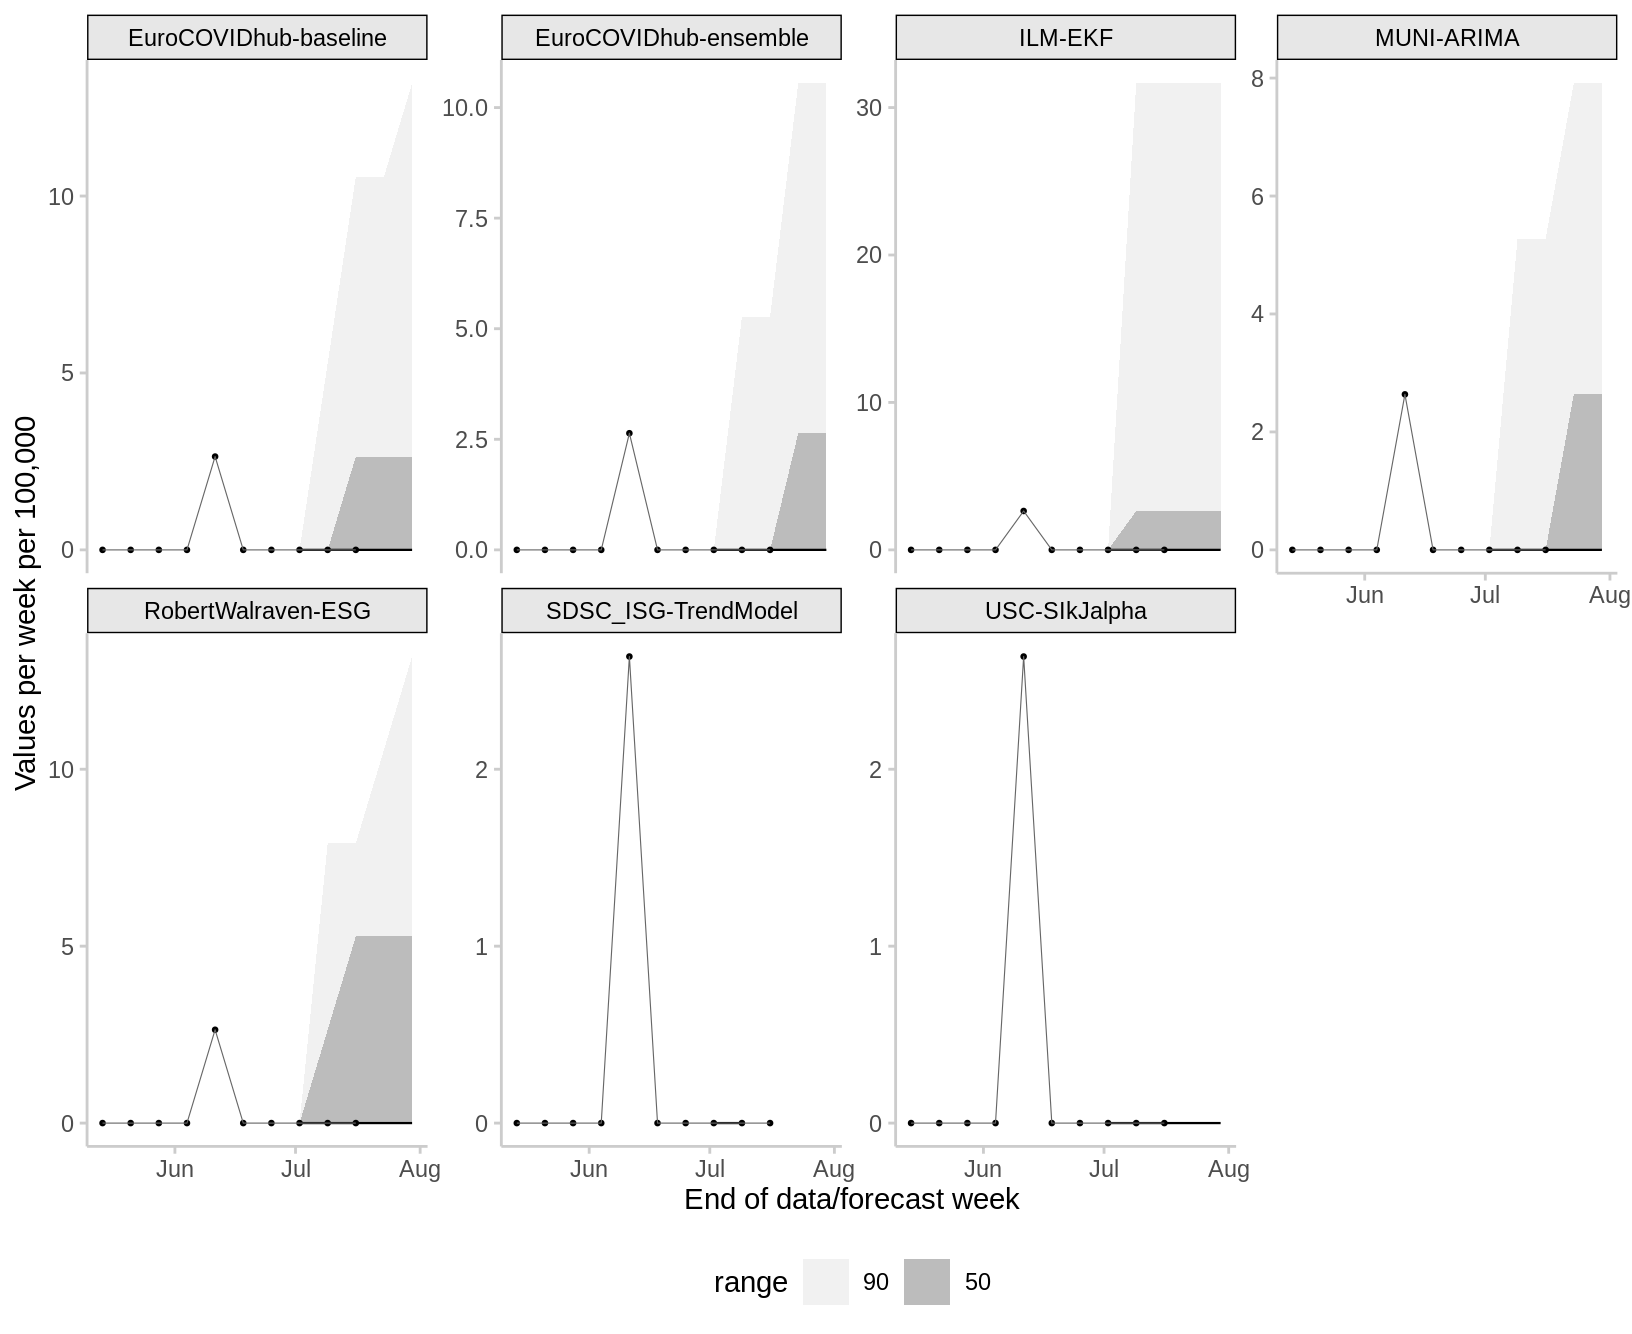 EuroCOVIDhub-baseline
EuroCOVIDhub-ensemble
ILM-EKF
MUNI-ARIMA
10
5
0
10.0
7.5
5.0
2.5
0.0
30
20
10
0
8
6
4
2
0
Jun
Jul
Aug
Values per week per 100,000
RobertWalraven-ESG
SDSC_ISG-TrendModel
USC-SIkJalpha
10
5
0
2
1
0
2
1
0
Jun
Jul
Aug
Jun
Jul
Aug
Jun
Jul
Aug
End of data/forecast week
range
90
50